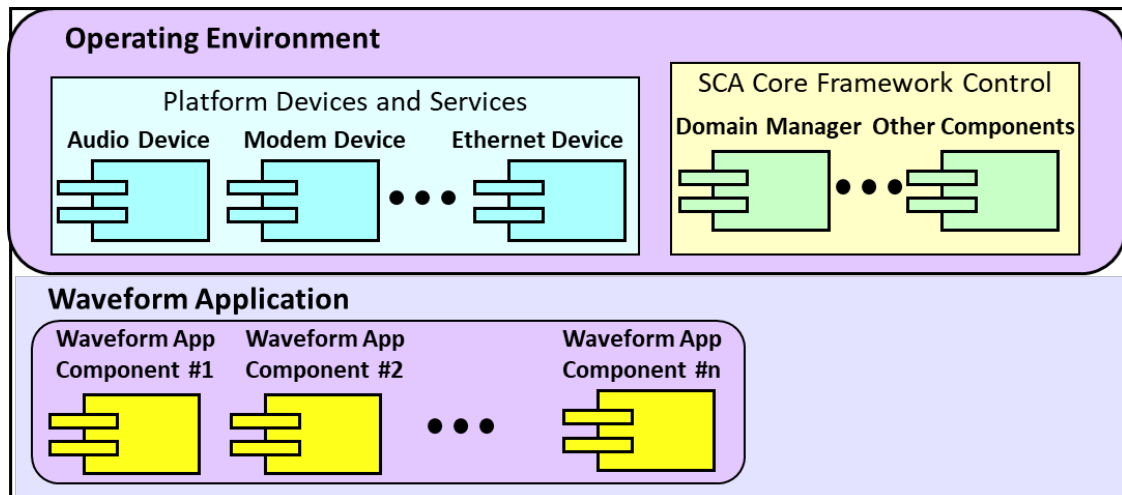 Operating Environment
Platform Devices and Services
Audio Device
Modem Device
Ethernet Device
SCA Core Framework Control
Domain Manager
Other Components
Waveform Application
Waveform App
Component #1
Waveform App
Component #2
Waveform App
Component #n